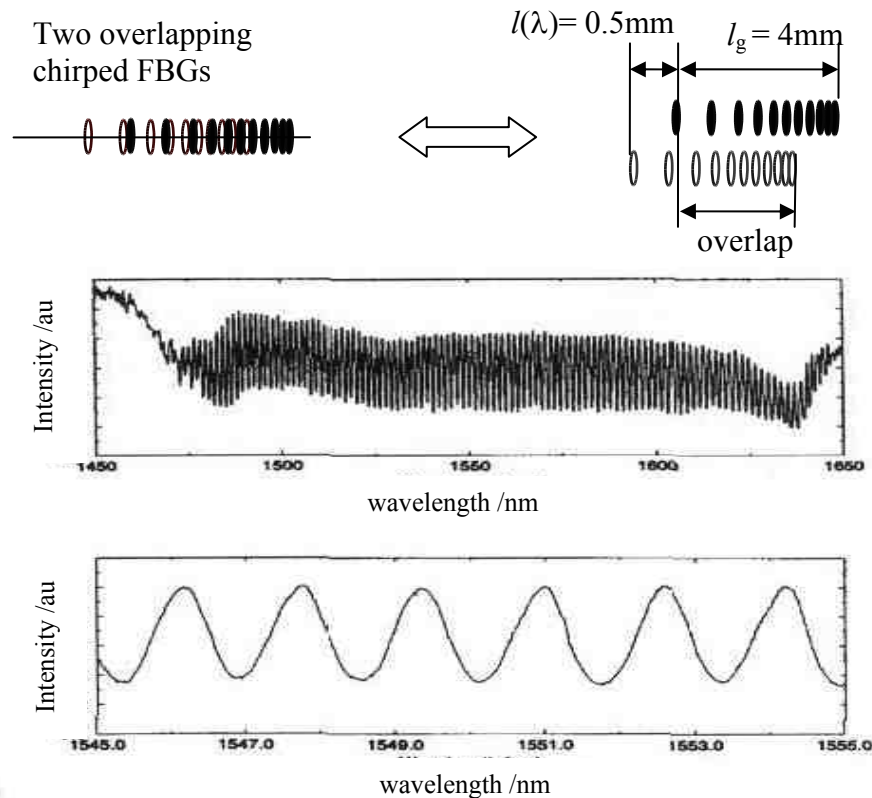 Two overlapping
chirped FBGs
l(λ)= 0.5mm
l_g = 4mm
overlap
Intensity /au
1450
1500
1550
1600
1650
wavelength /nm
Intensity /au
1545.0
1547.0
1549.0
1551.0
1553.0
1555.0
wavelength /nm